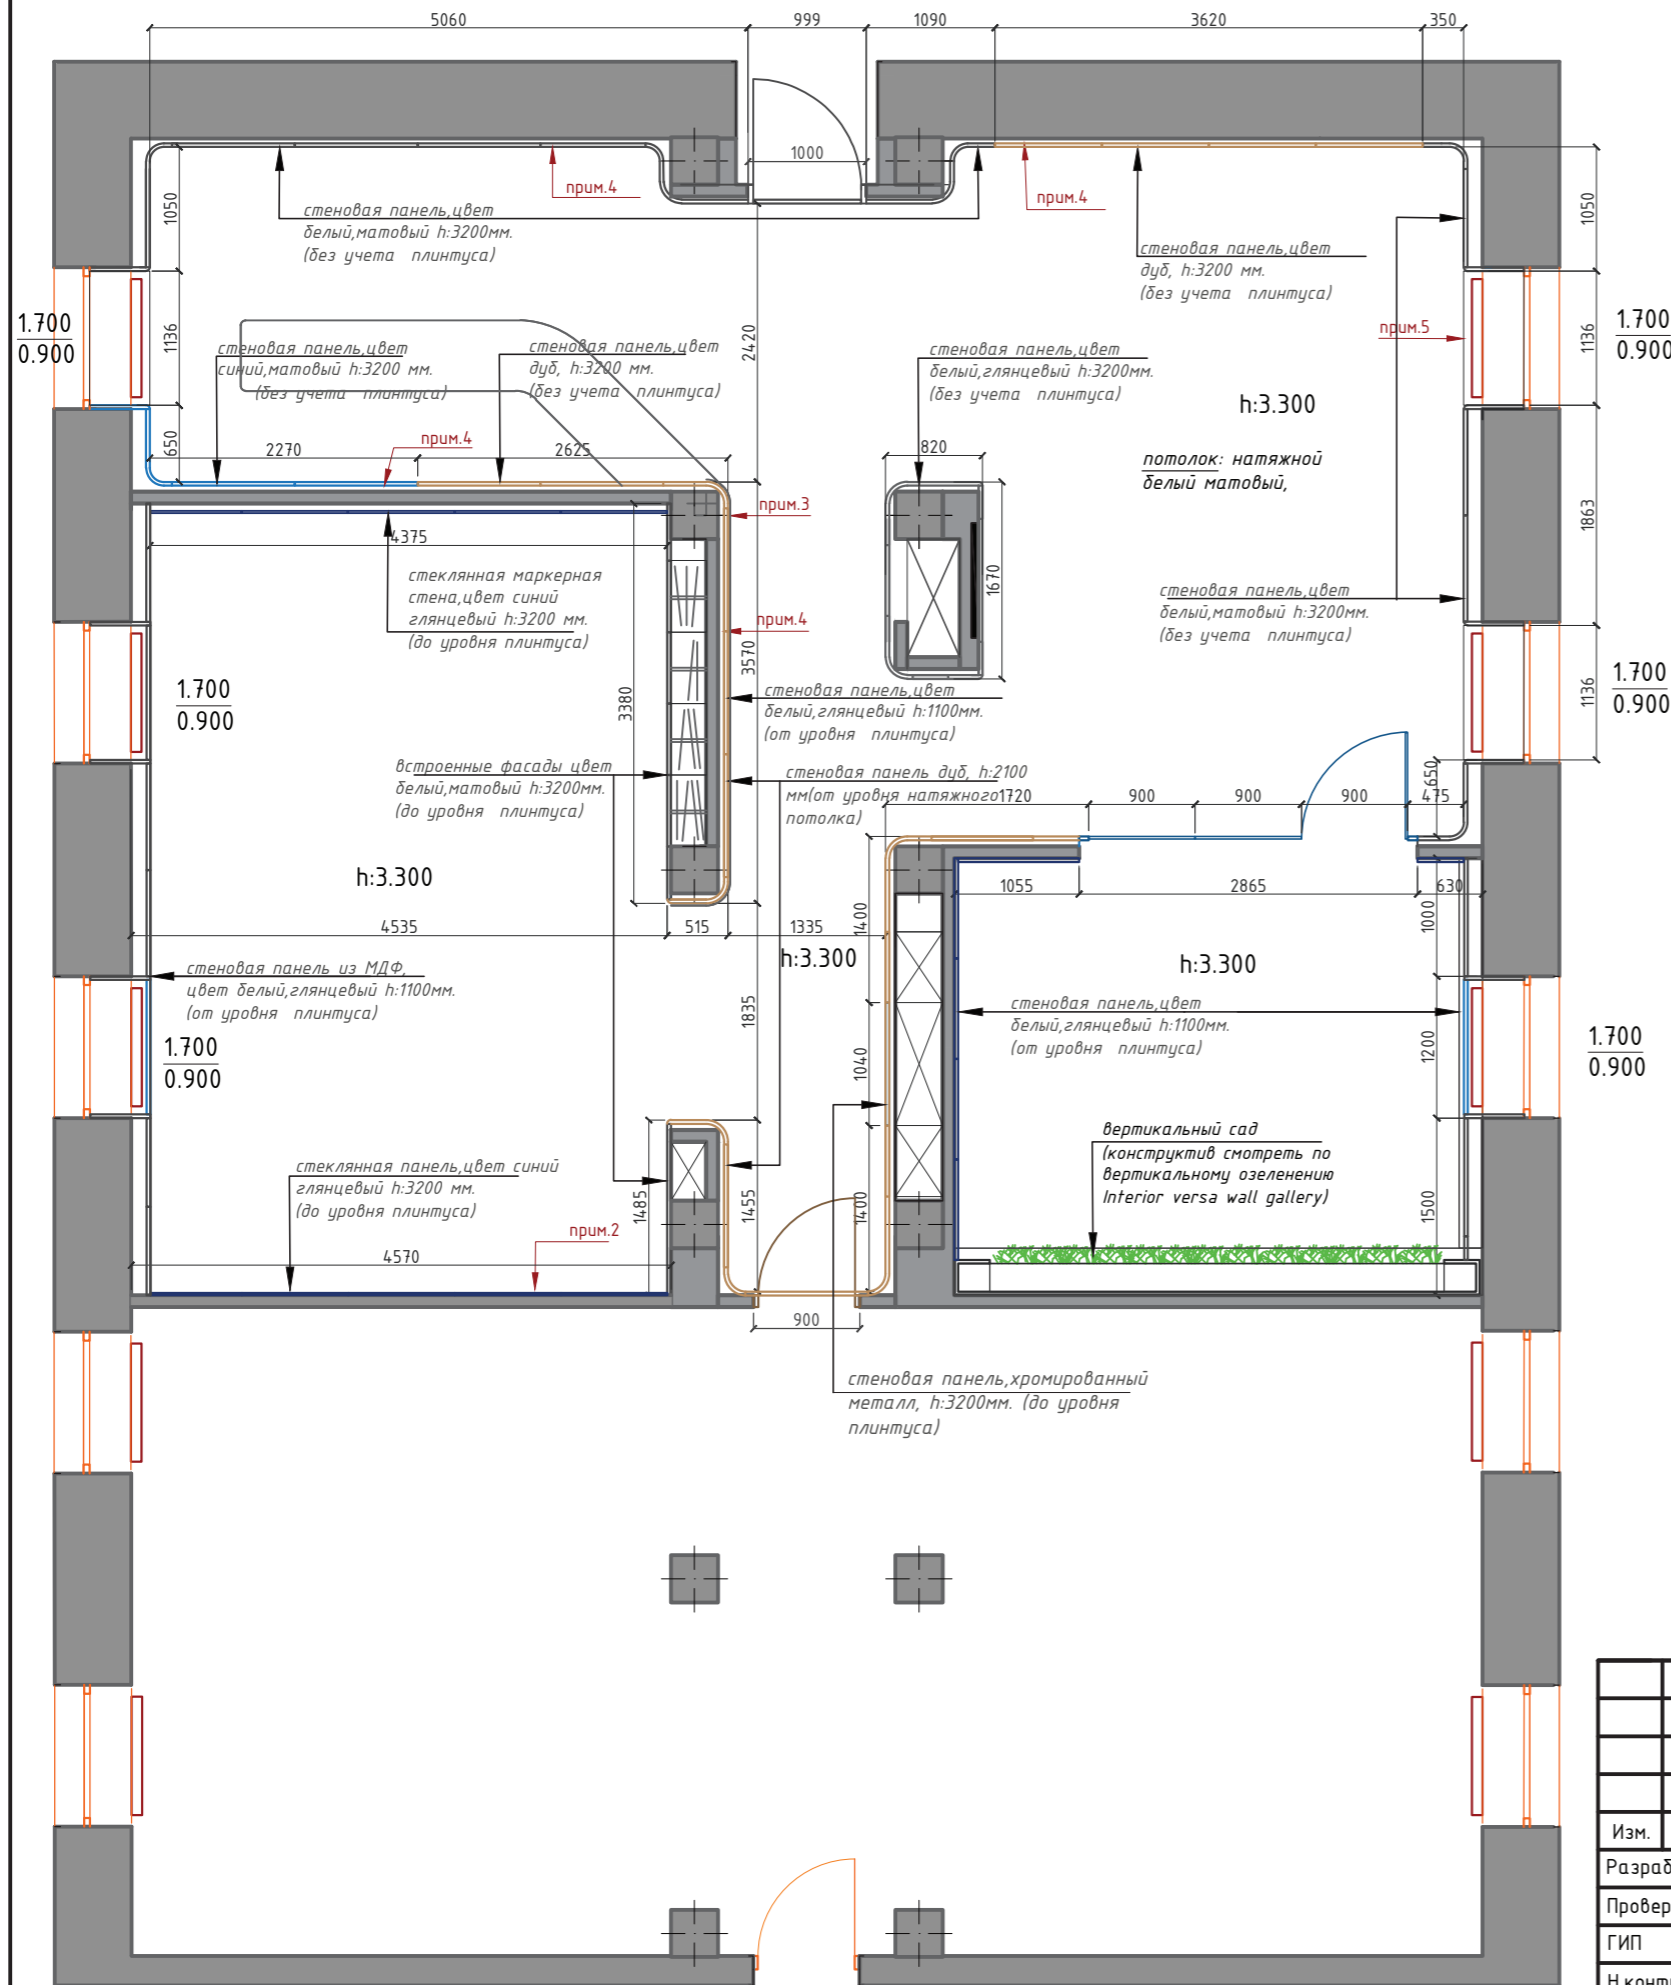 5060
999
1090
3620
350
1000
прим.4
прим.4
1050
1050
стеновая панель,цвет
белый,матовый h:3200мм.
(без учета плинтуса)
стеновая панель,цвет
дуб, h:3200 мм.
(без учета плинтуса)
1.700
0.900
1136
стеновая панель,цвет
синий,матовый h:3200 мм.
(без учета плинтуса)
стеновая панель,цвет
дуб, h:3200 мм.
(без учета плинтуса)
2420
стеновая панель,цвет
белый,глянцевый h:3200мм.
(без учета плинтуса)
прим.5
h:3.300
1136
1.700
0.900
650
2270
прим.4
2625
820
потолок: натяжной
белый матовый,
прим.3
1863
4375
1670
стеклянная маркерная
стена,цвет синий
глянцевый h:3200 мм.
(до уровня плинтуса)
прим.4
3570
стеновая панель,цвет
белый,матовый h:3200мм.
(без учета плинтуса)
1.700
0.900
3380
стеновая панель,цвет
белый,глянцевый h:1100мм.
(от уровня плинтуса)
1136
1.700
0.900
встроенные фасады цвет
белый,матовый h:3200мм.
(до уровня плинтуса)
стеновая панель дуб, h:2100
мм(от уровня натяжного
потолка)
1720
900
900
900
475
650
h:3.300
1055
2865
630
4535
515
1335
1400
1000
h:3.300
h:3.300
стеновая панель из МДФ,
цвет белый,глянцевый h:1100мм.
(от уровня плинтуса)
1835
стеновая панель,цвет
белый,глянцевый h:1100мм.
(от уровня плинтуса)
1.700
0.900
1040
1200
1.700
0.900
вертикальный сад
(конструктив смотреть по
вертикальному озеленению
Interior versa wall gallery)
стеклянная панель,цвет синий
глянцевый h:3200 мм.
(до уровня плинтуса)
1485
1455
1400
1500
прим.2
4570
900
стеновая панель,хромированный
металл, h:3200мм. (до уровня
плинтуса)
Изм.
Разраб
Провер
ГИП
Н.конт